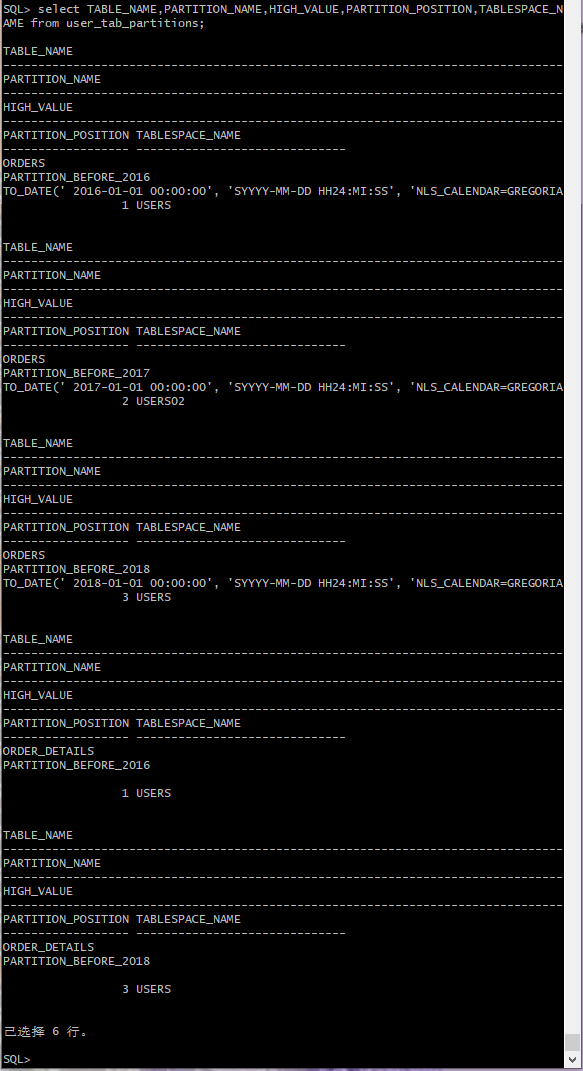 SQL> select TABLE_NAME,PARTITION_NAME,HIGH_VALUE,PARTITION_POSITION,TABLESPACE_N
AME from user_tab_partitions;
TABLE_NAME
--------------------------------------------------------------------------------
PARTITION_NAME
--------------------------------------------------------------------------------
HIGH_VALUE
--------------------------------------------------------------------------------
PARTITION_POSITION TABLESPACE_NAME
------------------ ------------------------------
ORDERS
PARTITION_BEFORE_2016
TO_DATE(' 2016-01-01 00:00:00', 'SYYYY-MM-DD HH24:MI:SS', 'NLS_CALENDAR=GREGORIA
1 USERS
TABLE_NAME
--------------------------------------------------------------------------------
PARTITION_NAME
--------------------------------------------------------------------------------
HIGH_VALUE
--------------------------------------------------------------------------------
PARTITION_POSITION TABLESPACE_NAME
------------------ ------------------------------
ORDERS
PARTITION_BEFORE_2017
TO_DATE(' 2017-01-01 00:00:00', 'SYYYY-MM-DD HH24:MI:SS', 'NLS_CALENDAR=GREGORIA
2 USERS02
TABLE_NAME
--------------------------------------------------------------------------------
PARTITION_NAME
--------------------------------------------------------------------------------
HIGH_VALUE
--------------------------------------------------------------------------------
PARTITION_POSITION TABLESPACE_NAME
------------------ ------------------------------
ORDERS
PARTITION_BEFORE_2018
TO_DATE(' 2018-01-01 00:00:00', 'SYYYY-MM-DD HH24:MI:SS', 'NLS_CALENDAR=GREGORIA
3 USERS
TABLE_NAME
--------------------------------------------------------------------------------
PARTITION_NAME
--------------------------------------------------------------------------------
HIGH_VALUE
--------------------------------------------------------------------------------
PARTITION_POSITION TABLESPACE_NAME
------------------ ------------------------------
ORDER_DETAILS
PARTITION_BEFORE_2016
1 USERS
TABLE_NAME
--------------------------------------------------------------------------------
PARTITION_NAME
--------------------------------------------------------------------------------
HIGH_VALUE
--------------------------------------------------------------------------------
PARTITION_POSITION TABLESPACE_NAME
------------------ ------------------------------
ORDER_DETAILS
PARTITION_BEFORE_2018
3 USERS
已选择 6 行。
SQL>